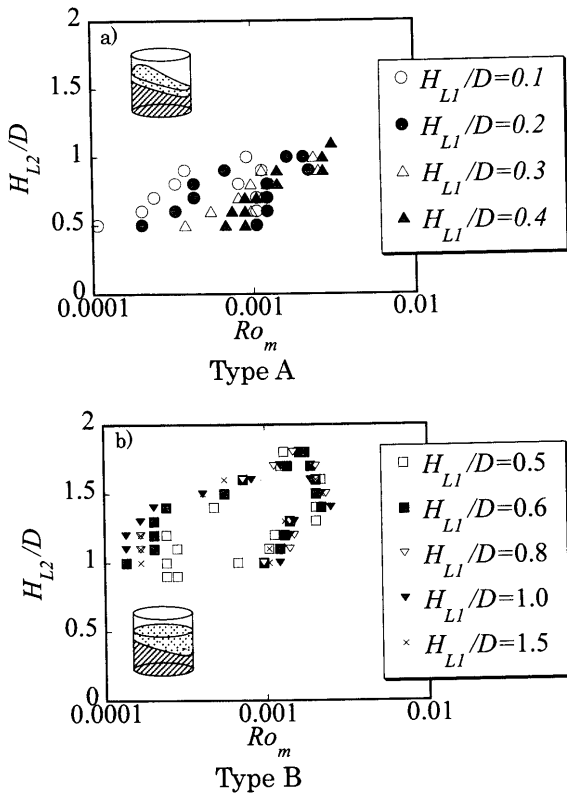 a)
2
1.5
1
0.5
0
H_L2/D
0.0001
0.001
0.01
Ro_m
Type A
H_L1/D=0.1
H_L1/D=0.2
H_L1/D=0.3
H_L1/D=0.4
b)
2
1.5
1
0.5
0
H_L2/D
0.0001
0.001
0.01
Ro_m
Type B
H_L1/D=0.5
H_L1/D=0.6
H_L1/D=0.8
H_L1/D=1.0
H_L1/D=1.5